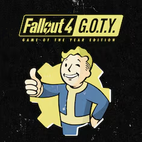 Fallout 4 G.O.T.Y.
GAME OF THE YEAR EDITION